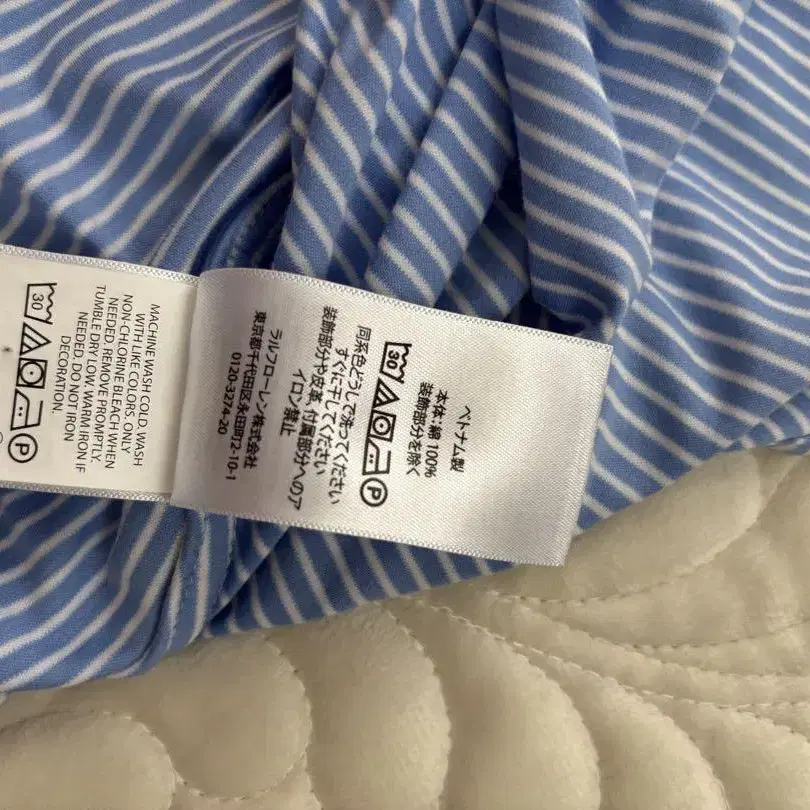 MACHINE WASH COLD. WASH
WITH LIKE COLORS. ONLY
NON-CHLORINE BLEACH WHEN
NEEDED. REMOVE PROMPTLY.
TUMBLE DRY LOW. WARM IRON IF
NEEDED. DO NOT IRON
DECORATION.
30
P
ベトナム製
本体:綿 100%
装飾部分を除く
30
P
同系色どうしで洗ってください
すぐに干してください
装飾部分や皮革 付属部分へのア
イロン禁止
ラルフローレン株式会社
東京都千代田区永田町2-10-1
0120-3274-20